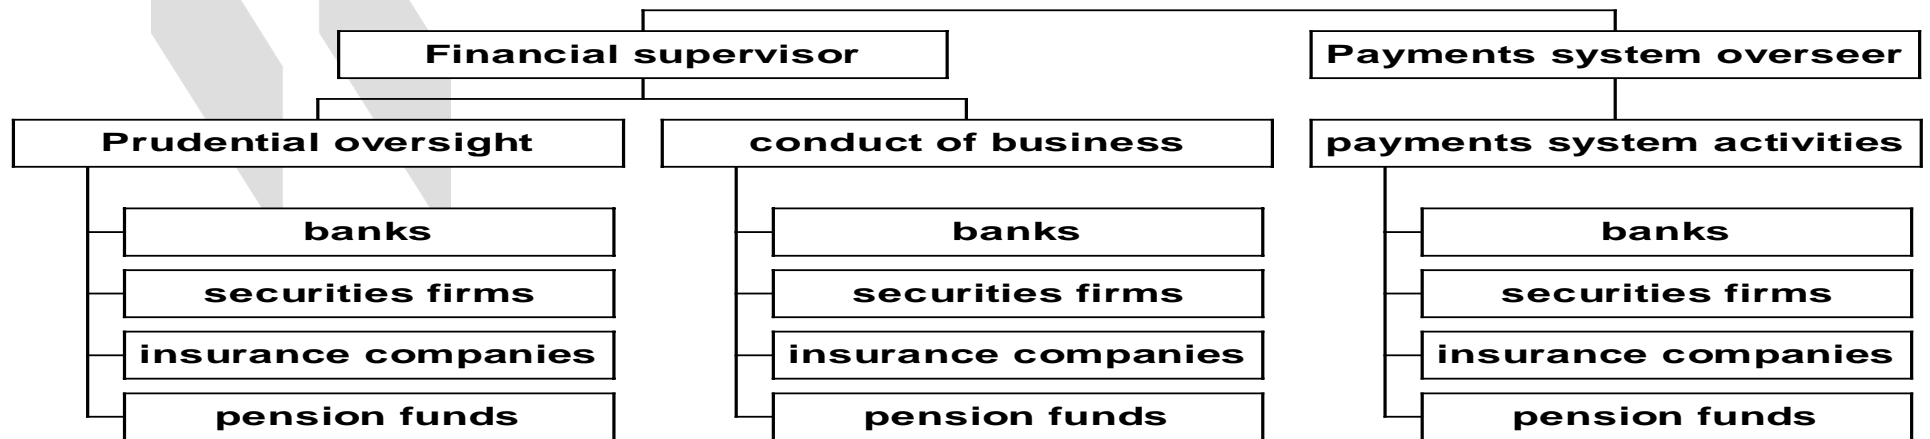 Financial supervisor
Payments system overseer
Prudential oversight
conduct of business
payments system activities
banks
banks
banks
securities firms
securities firms
securities firms
insurance companies
insurance companies
insurance companies
pension funds
pension funds
pension funds